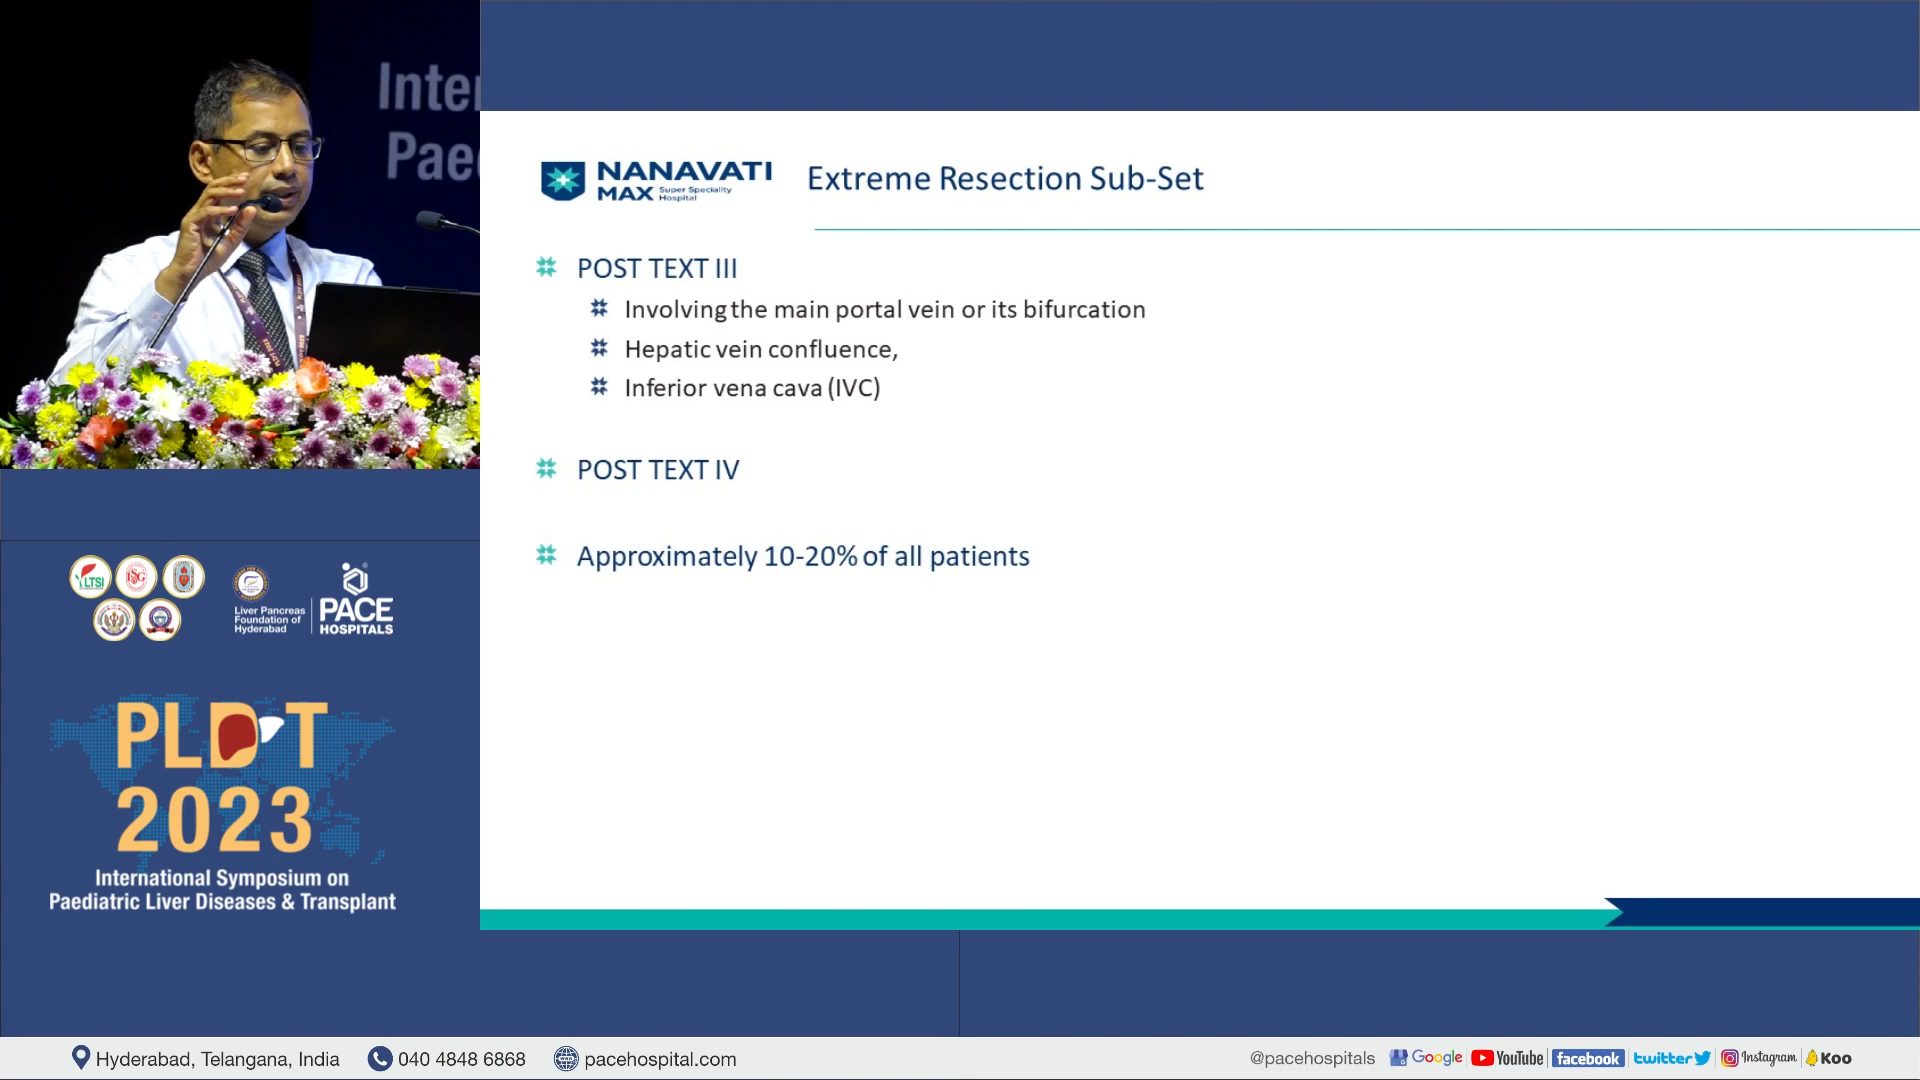 Inte
Pae
NANAVATI
MAX Super Speciality
Hospital
Extreme Resection Sub-Set
POST TEXT III
Involving the main portal vein or its bifurcation
Hepatic vein confluence,
Inferior vena cava (IVC)
POST TEXT IV
Approximately 10-20% of all patients
LTSI
ISG
Liver Pancreas
Foundation of
Hyderabad
PACE
HOSPITALS
PLDT
2023
International Symposium on
Paediatric Liver Diseases & Transplant
Hyderabad, Telangana, India
040 4848 6868
pacehospital.com
@pacehospitals
Google
YouTube
facebook
twitter
Instagram
Koo